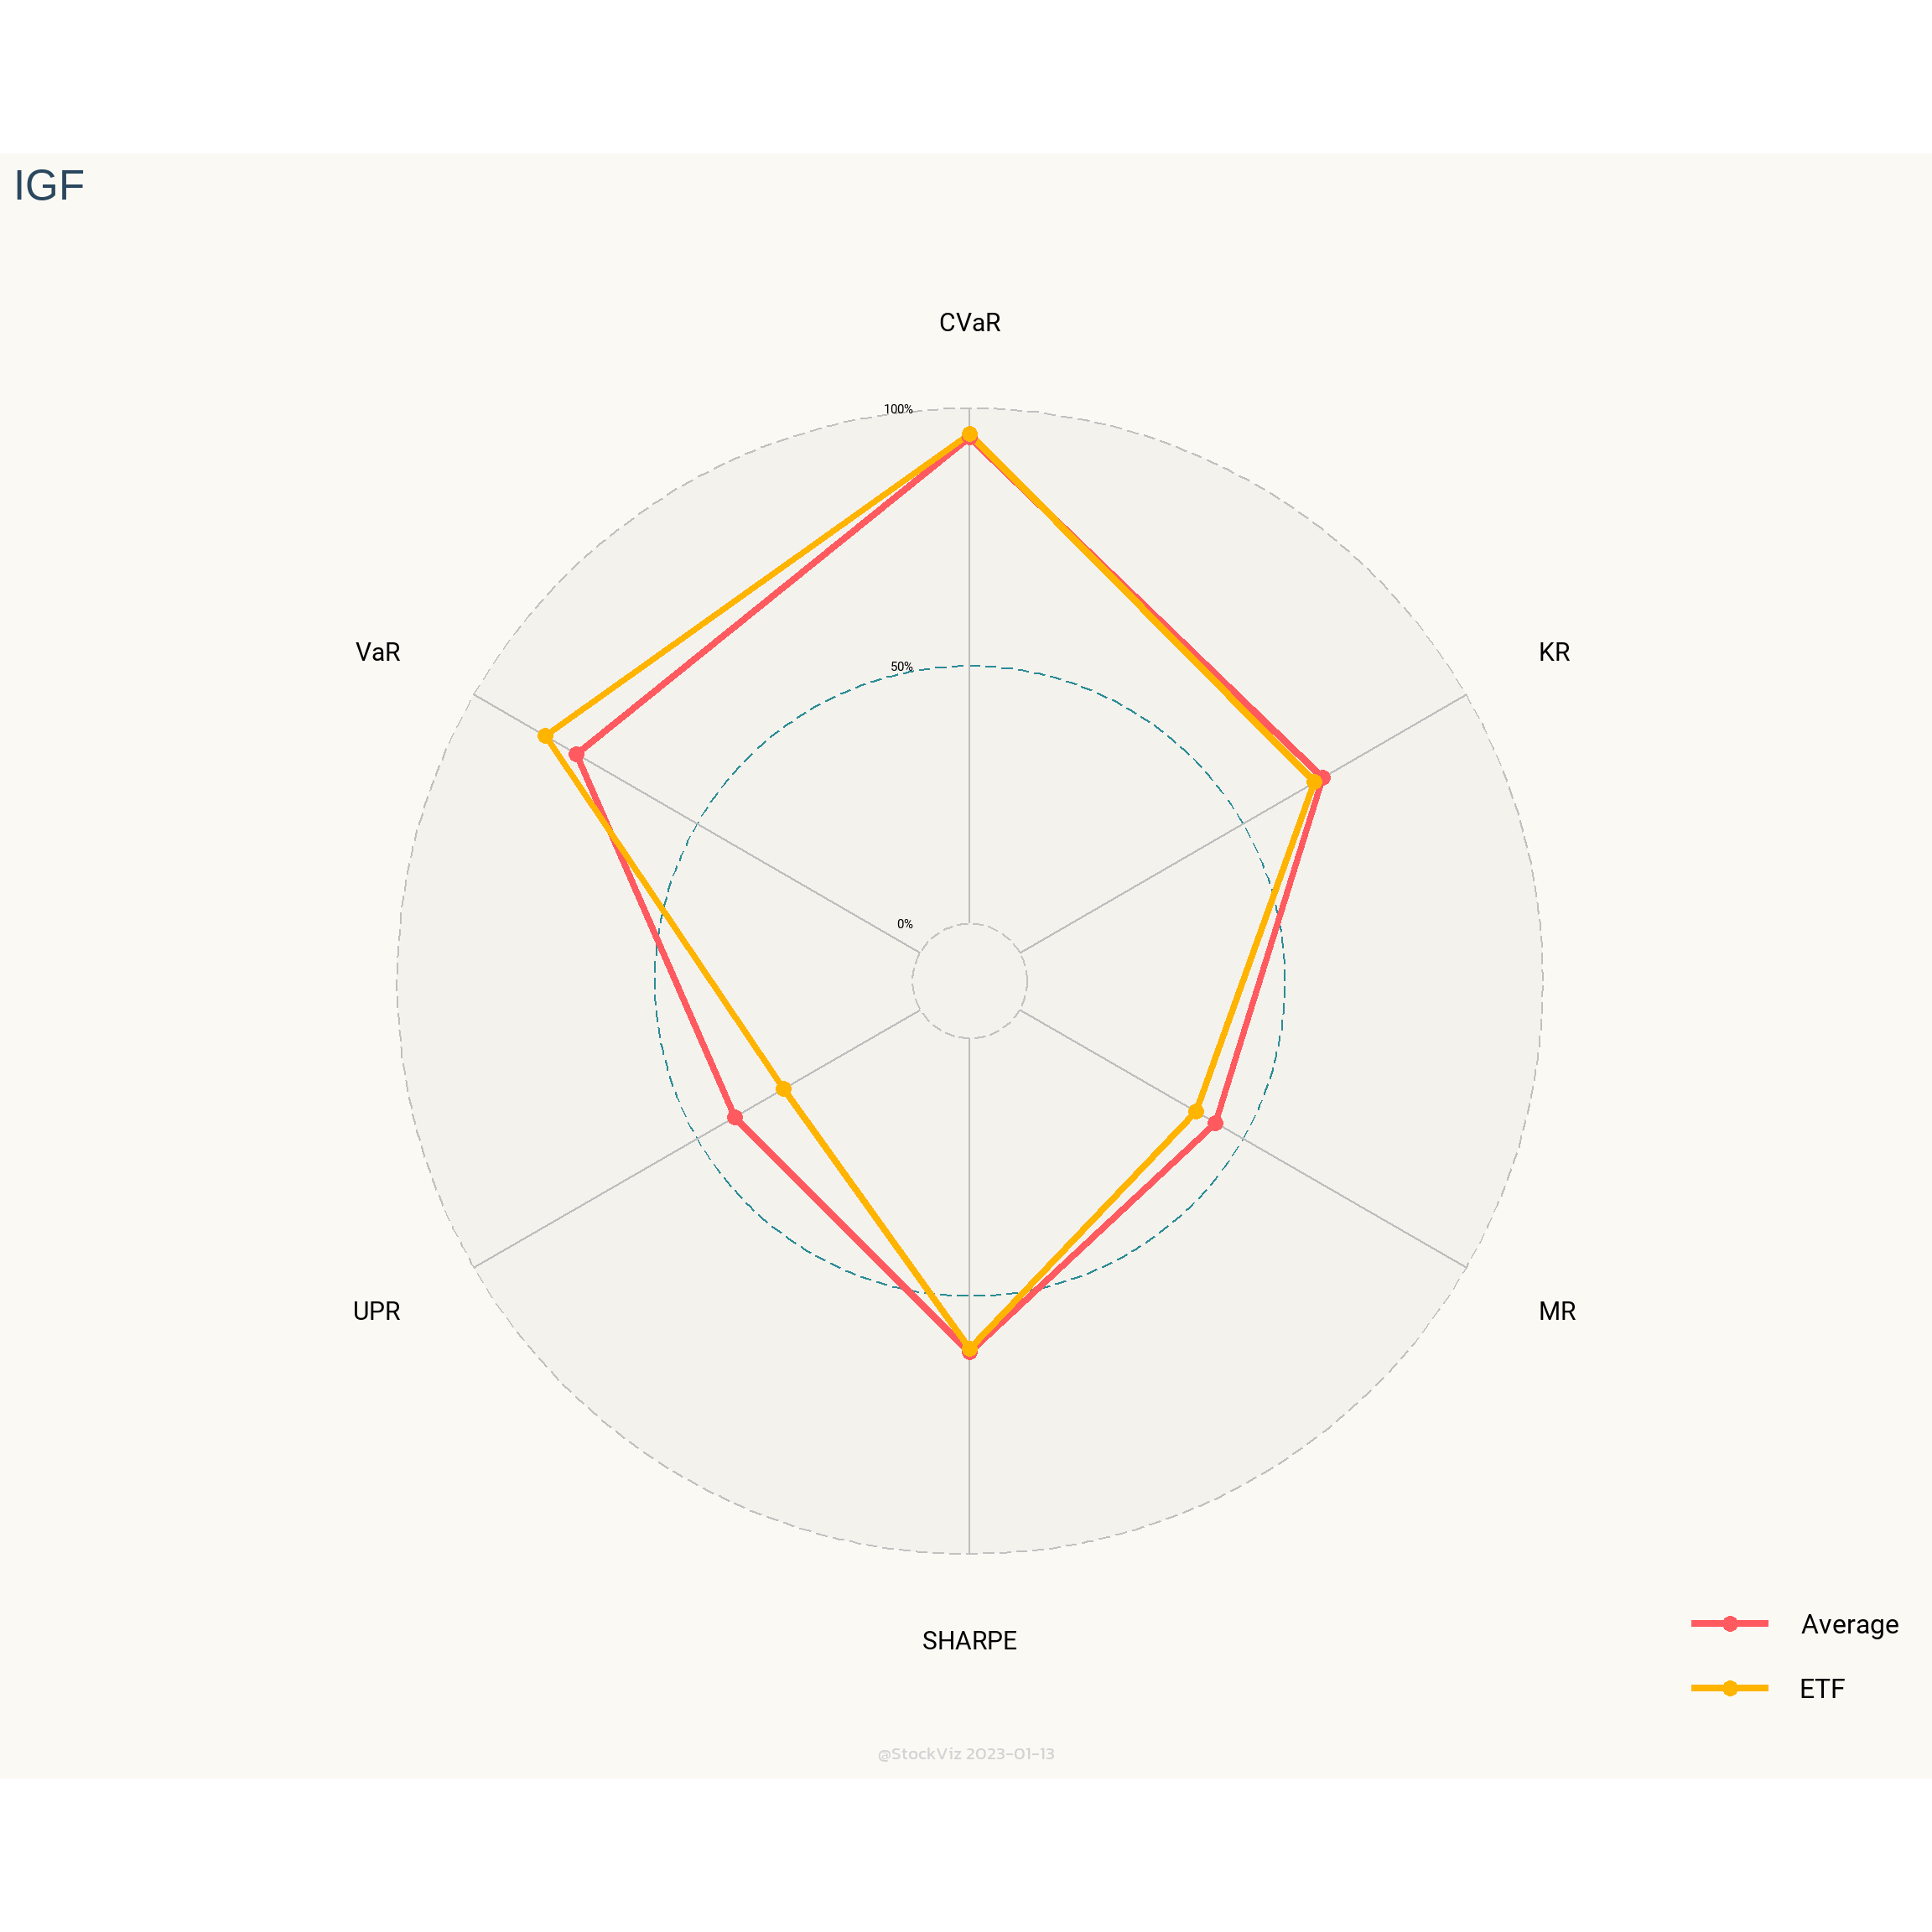 IGF
CVaR
100%
VaR
50%
KR
0%
UPR
MR
SHARPE
Average
ETF
@StockViz 2023-01-13